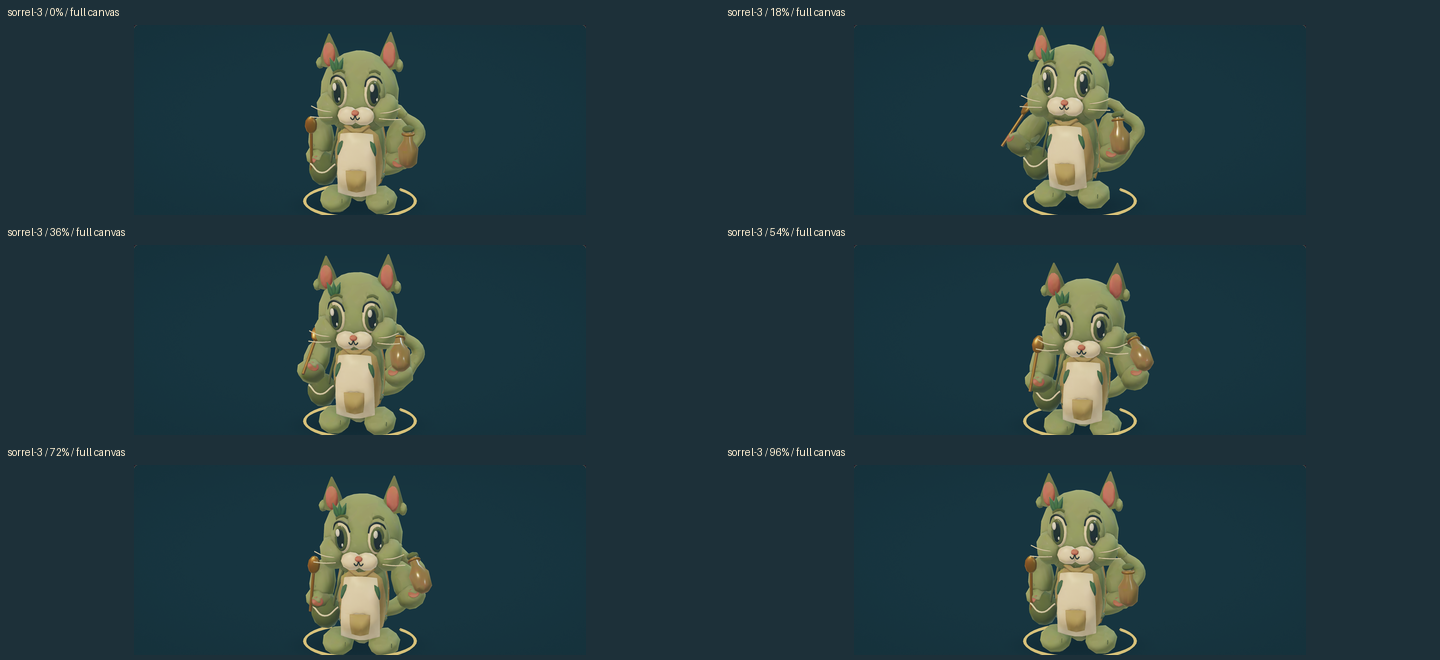 sorrel-3 / 0% / full canvas
sorrel-3 / 18% / full canvas
sorrel-3 / 36% / full canvas
sorrel-3 / 54% / full canvas
sorrel-3 / 72% / full canvas
sorrel-3 / 96% / full canvas